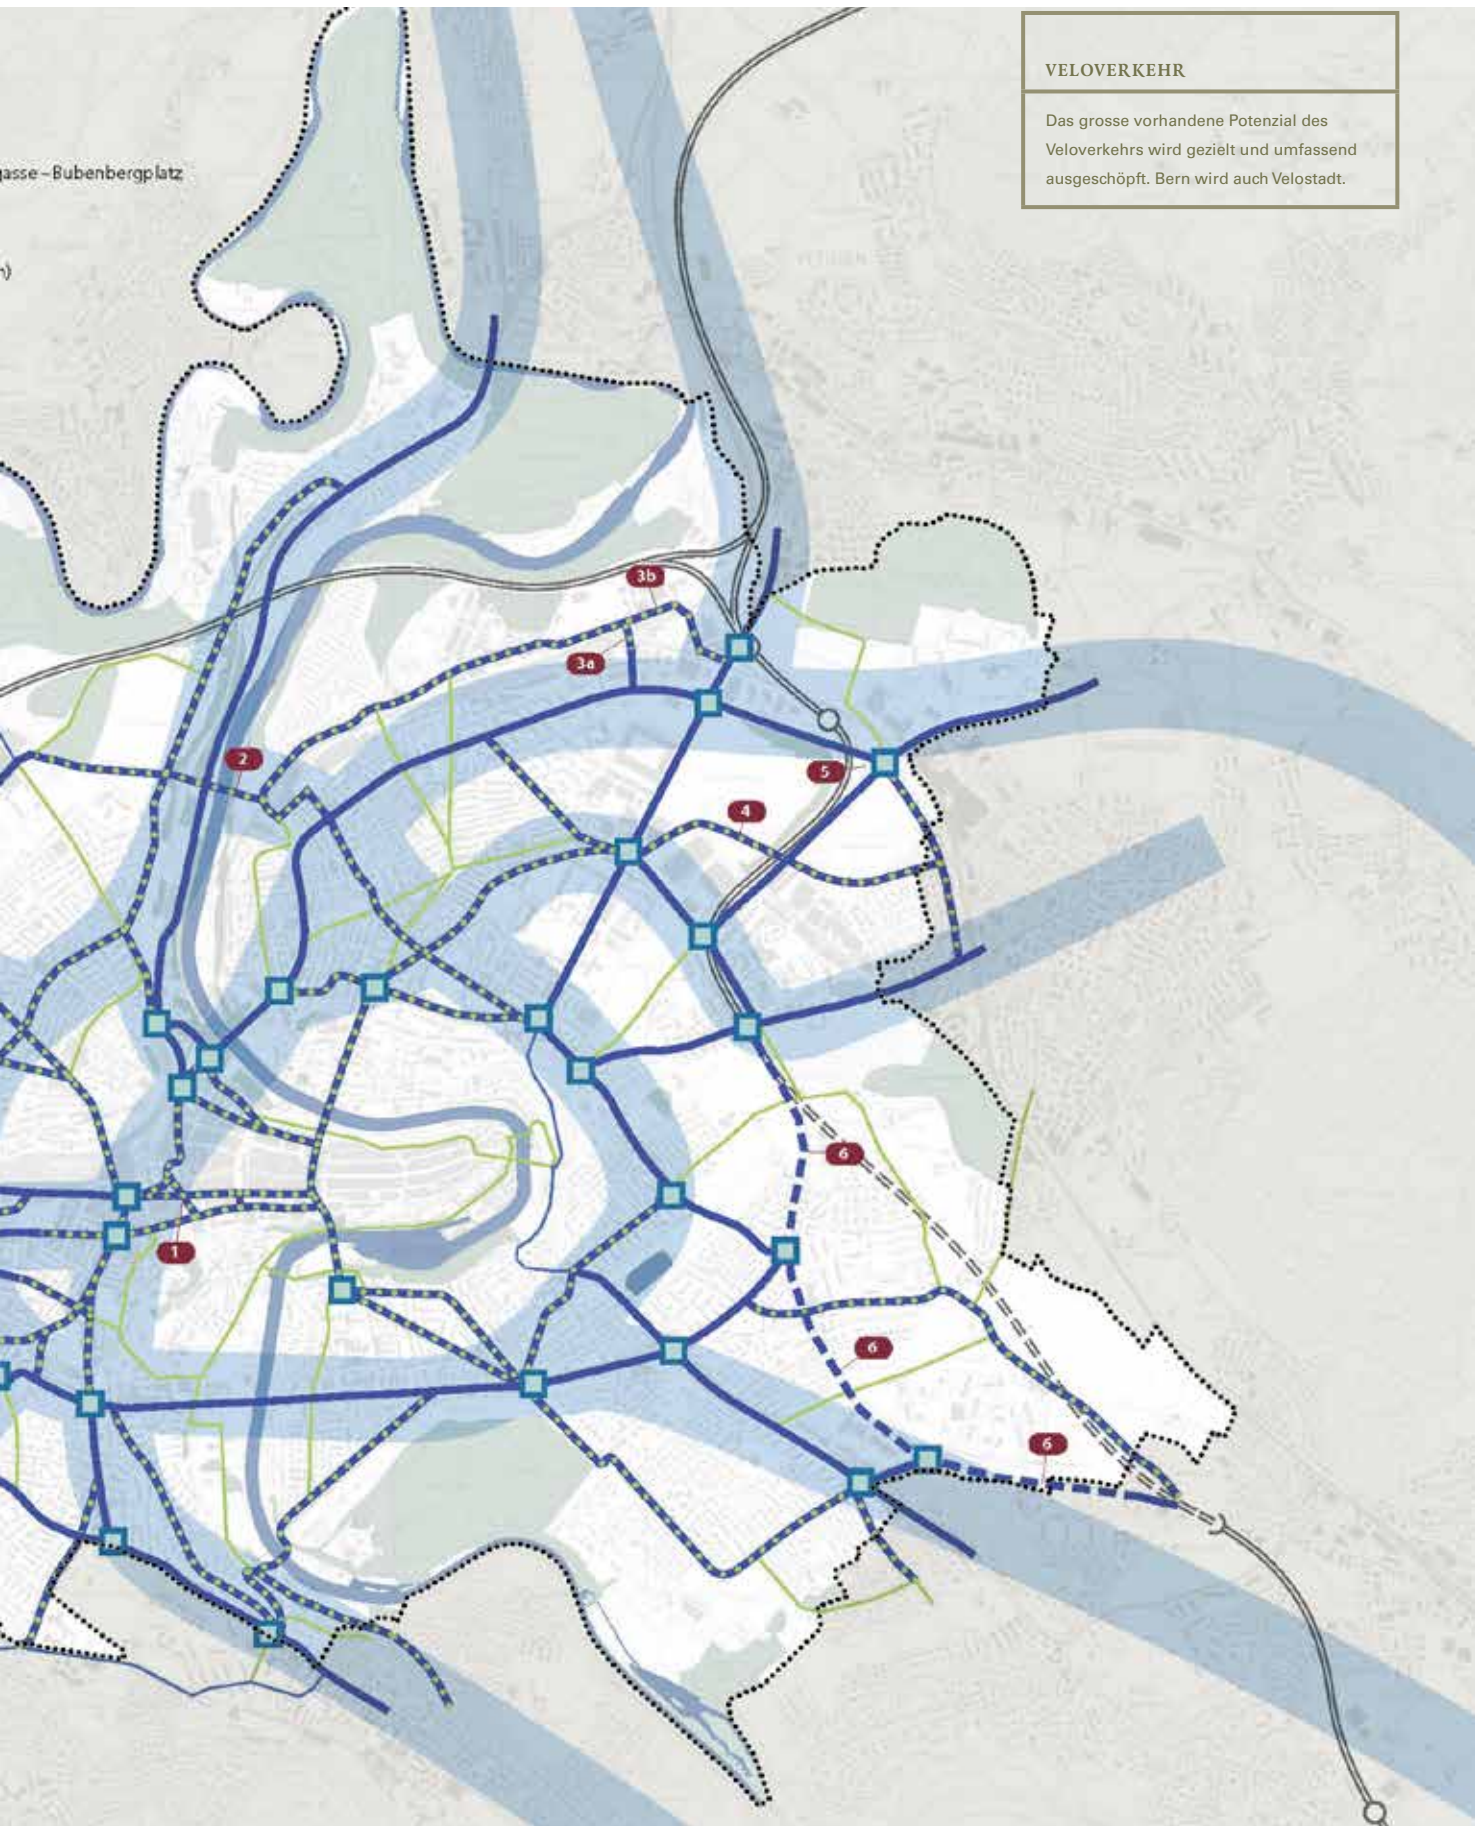 VELOVERKEHR
Das grosse vorhandene Potenzial des
Veloverkehrs wird gezielt und umfassend
ausgeschöpft. Bern wird auch Velostadt.
gasse – Bubenbergplatz
n)
3b
3a
2
5
4
6
1
6
6